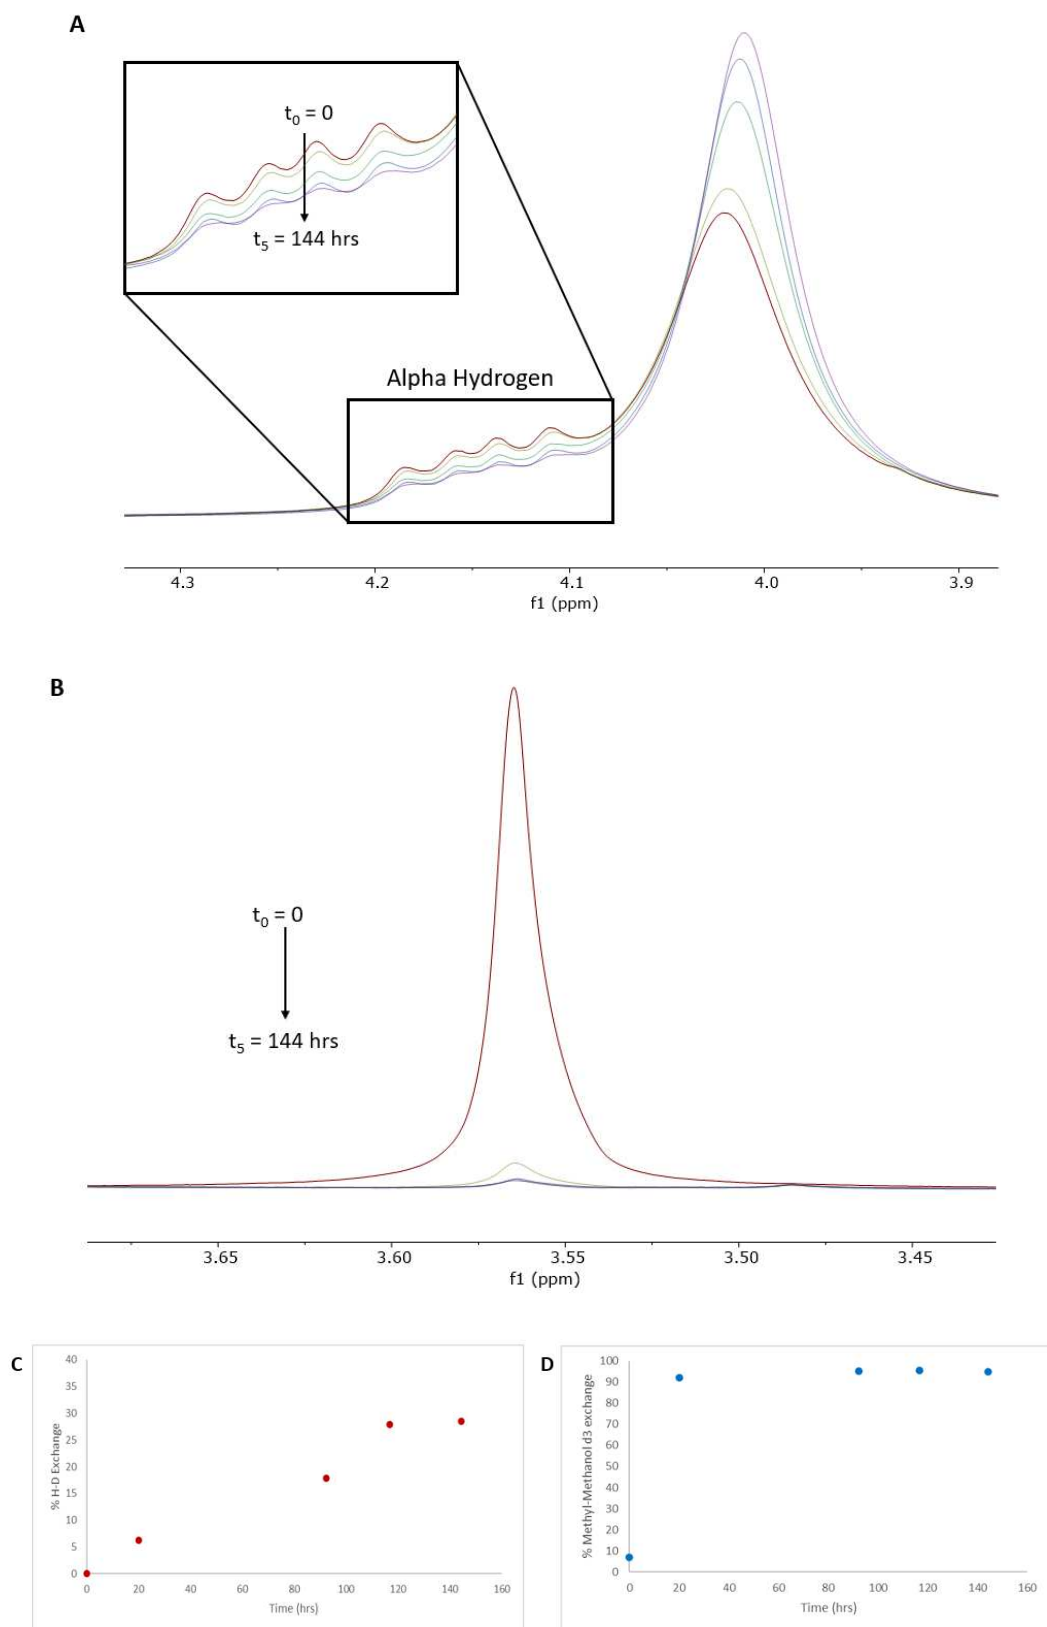 A
t0 = 0
t5 = 144 hrs
Alpha Hydrogen
4.3 4.2 4.1 4.0 3.9
f1 (ppm)
B
t0 = 0
t5 = 144 hrs
3.65 3.60 3.55 3.50 3.45
f1 (ppm)
C
% H-D Exchange
40
35
30
25
20
15
10
5
0
0 20 40 60 80 100 120 140 160
Time (hrs)
D
% Methyl-Methanol d3 exchange
100
90
80
70
60
50
40
30
20
10
0
0 20 40 60 80 100 120 140 160
Time (hrs)